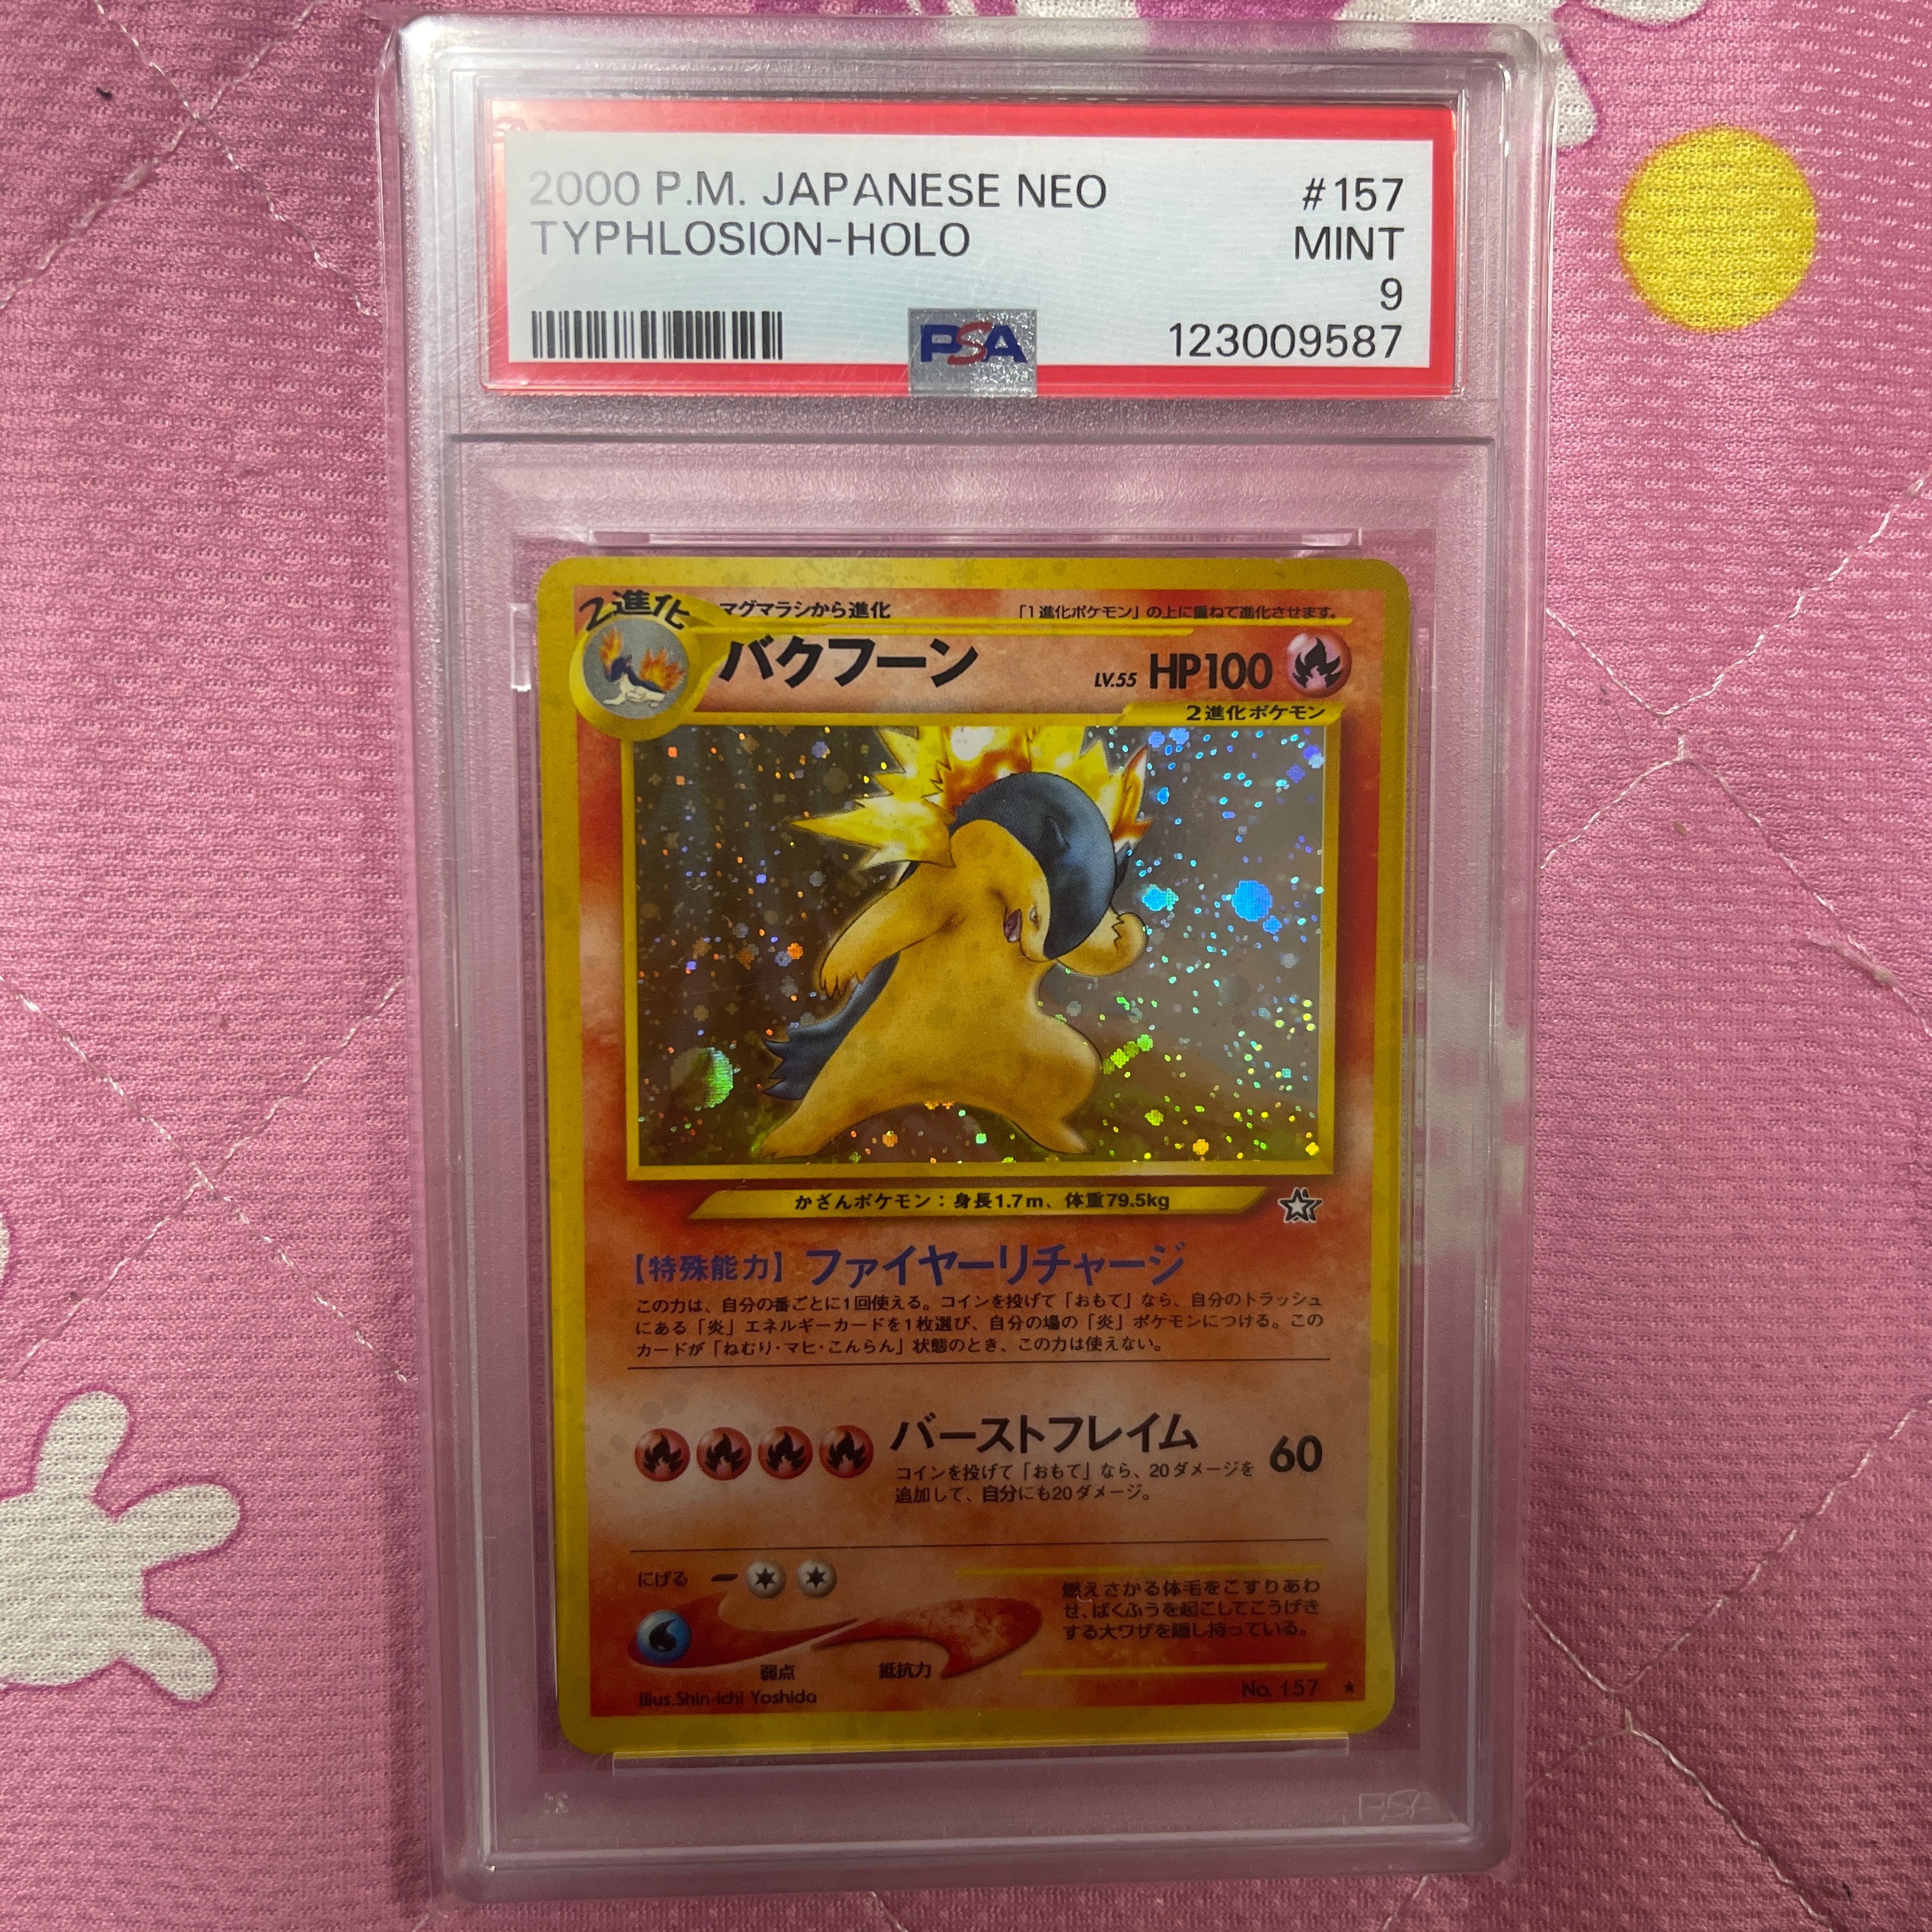 2000 P.M. JAPANESE NEO #157
TYPHLOSION-HOLO MINT
9
PSA 123009587
2進化 マグマラシから進化 「1進化ポケモン」の上に重ねて進化させます。
バクフーン LV.55 HP100
2進化ポケモン
かざんポケモン:身長1.7m、体重79.5kg
【特殊能力】ファイヤーリチャージ
この力は、自分の番ごとに1回使える。コインを投げて「おもて」なら、自分のトラッシュ
にある「炎」エネルギーカードを1枚選び、自分の場の「炎」ポケモンにつける。この
カードが「ねむり・マヒ・こんらん」状態のとき、この力は使えない。
バーストフレイム 60
コインを投げて「おもて」なら、20ダメージを
追加して、自分にも20ダメージ。
にげる
燃えさかる体毛をこすりあわ
せ、ばくふうを起こしてこうげき
する大ワザを隠し持っている。
弱点 抵抗力
Illus.Shin-ichi Yoshida No. 157 ★
PSA